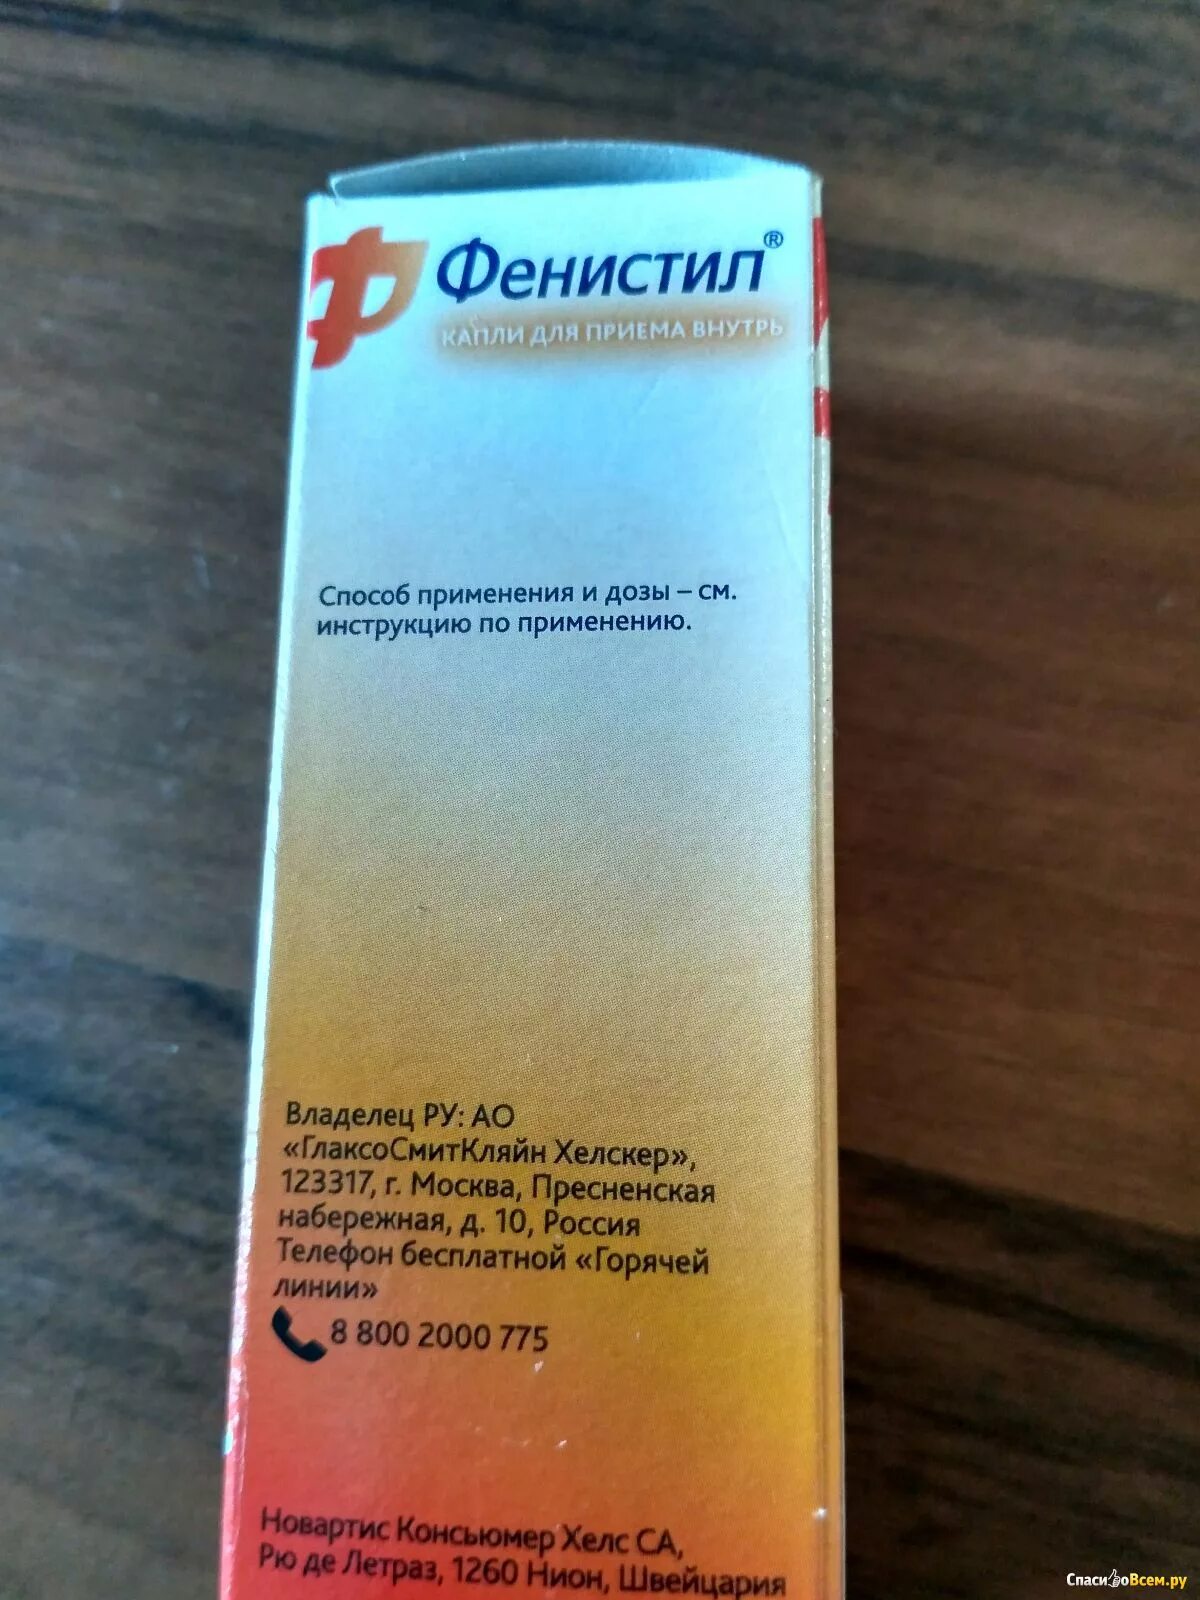 Фенистил®
КАПЛИ ДЛЯ ПРИЕМА ВНУТРЬ
Способ применения и дозы – см.
инструкцию по применению.
Владелец РУ: АО
«ГлаксоСмитКляйн Хелскер»,
123317, г. Москва, Пресненская
набережная, д. 10, Россия
Телефон бесплатной «Горячей
линии»
8 800 2000 775
Новартис Консьюмер Хелс СА,
Рю де Летраз, 1260 Нион, Швейцария
СпасибоВсем.ру